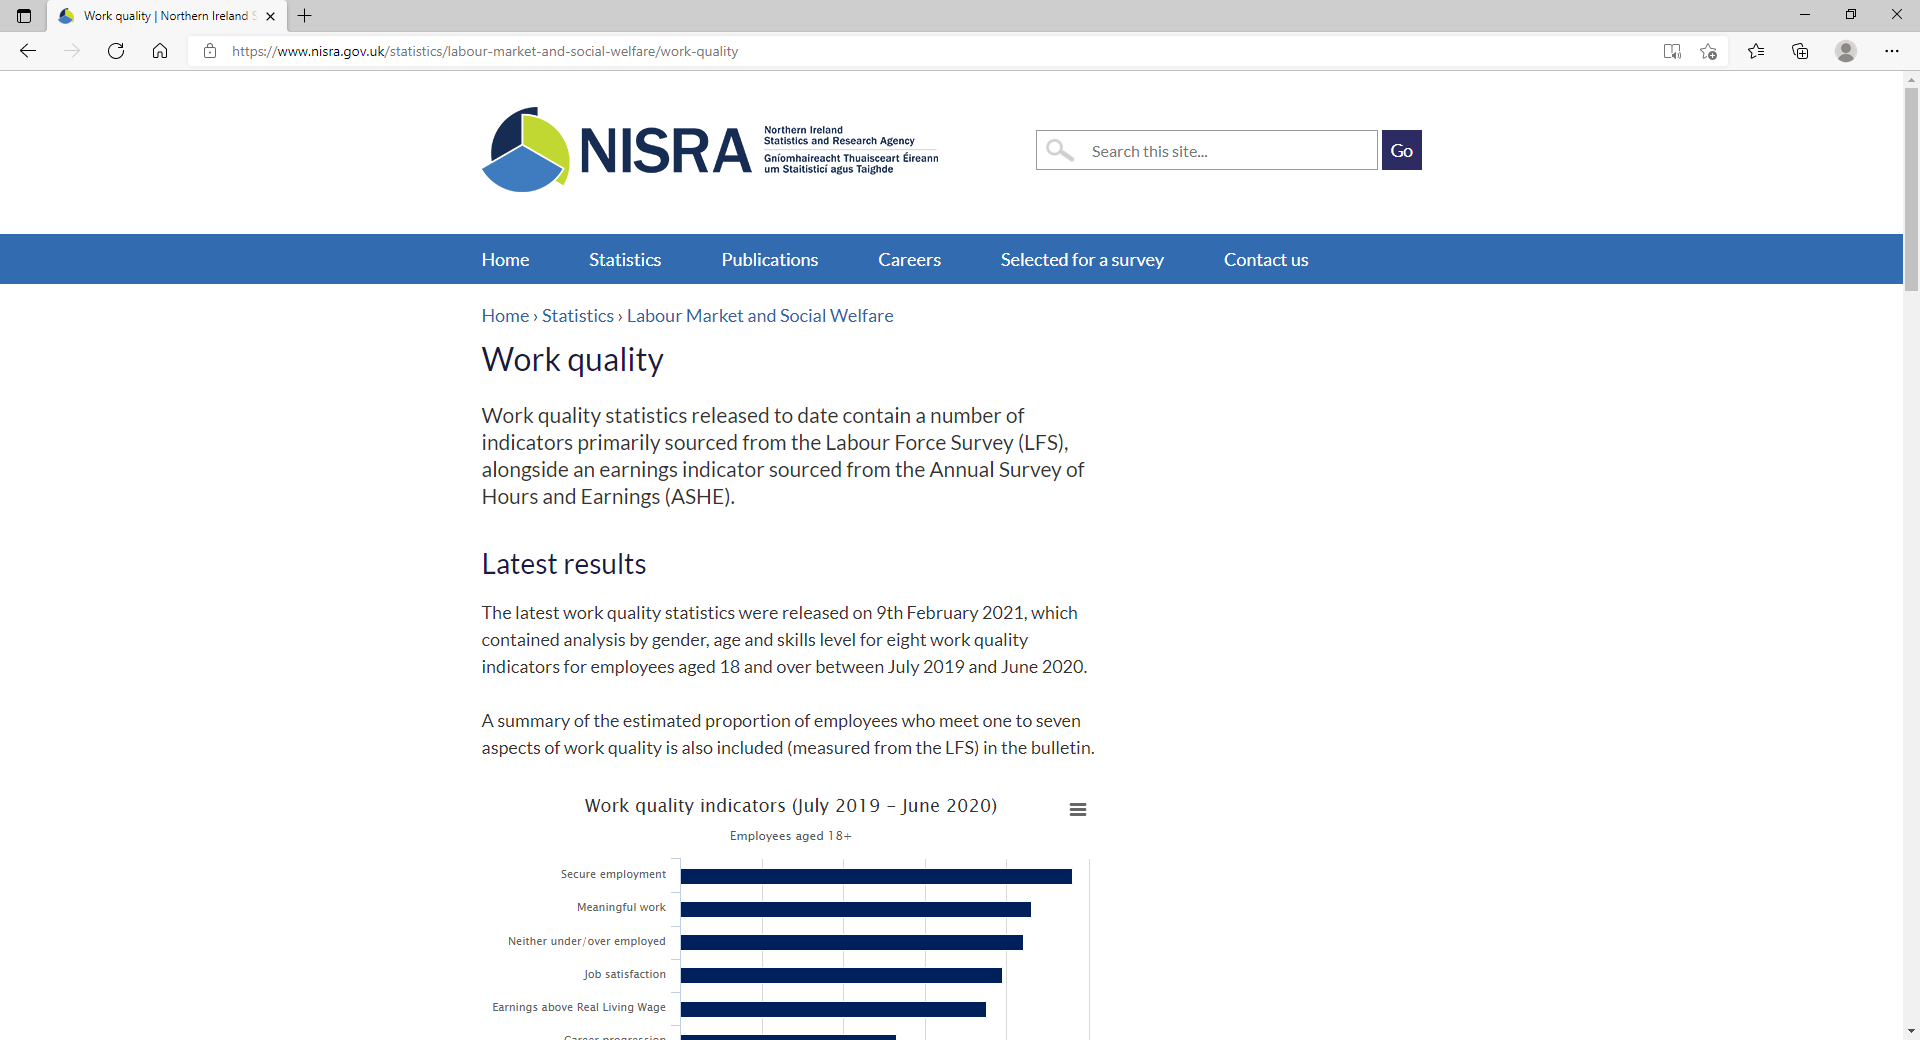 Work quality | Northern Ireland S
https://www.nisra.gov.uk/statistics/labour-market-and-social-welfare/work-quality
NISRA
Northern Ireland
Statistics and Research Agency
Gníomhaireacht Thuaisceart Éireann
um Staitisticí agus Taighde
Search this site...
Go
Home
Statistics
Publications
Careers
Selected for a survey
Contact us
Home › Statistics › Labour Market and Social Welfare
Work quality
Work quality statistics released to date contain a number of
indicators primarily sourced from the Labour Force Survey (LFS),
alongside an earnings indicator sourced from the Annual Survey of
Hours and Earnings (ASHE).
Latest results
The latest work quality statistics were released on 9th February 2021, which
contained analysis by gender, age and skills level for eight work quality
indicators for employees aged 18 and over between July 2019 and June 2020.
A summary of the estimated proportion of employees who meet one to seven
aspects of work quality is also included (measured from the LFS) in the bulletin.
Work quality indicators (July 2019 – June 2020)
Employees aged 18+
Secure employment
Meaningful work
Neither under/over employed
Job satisfaction
Earnings above Real Living Wage
Career progression